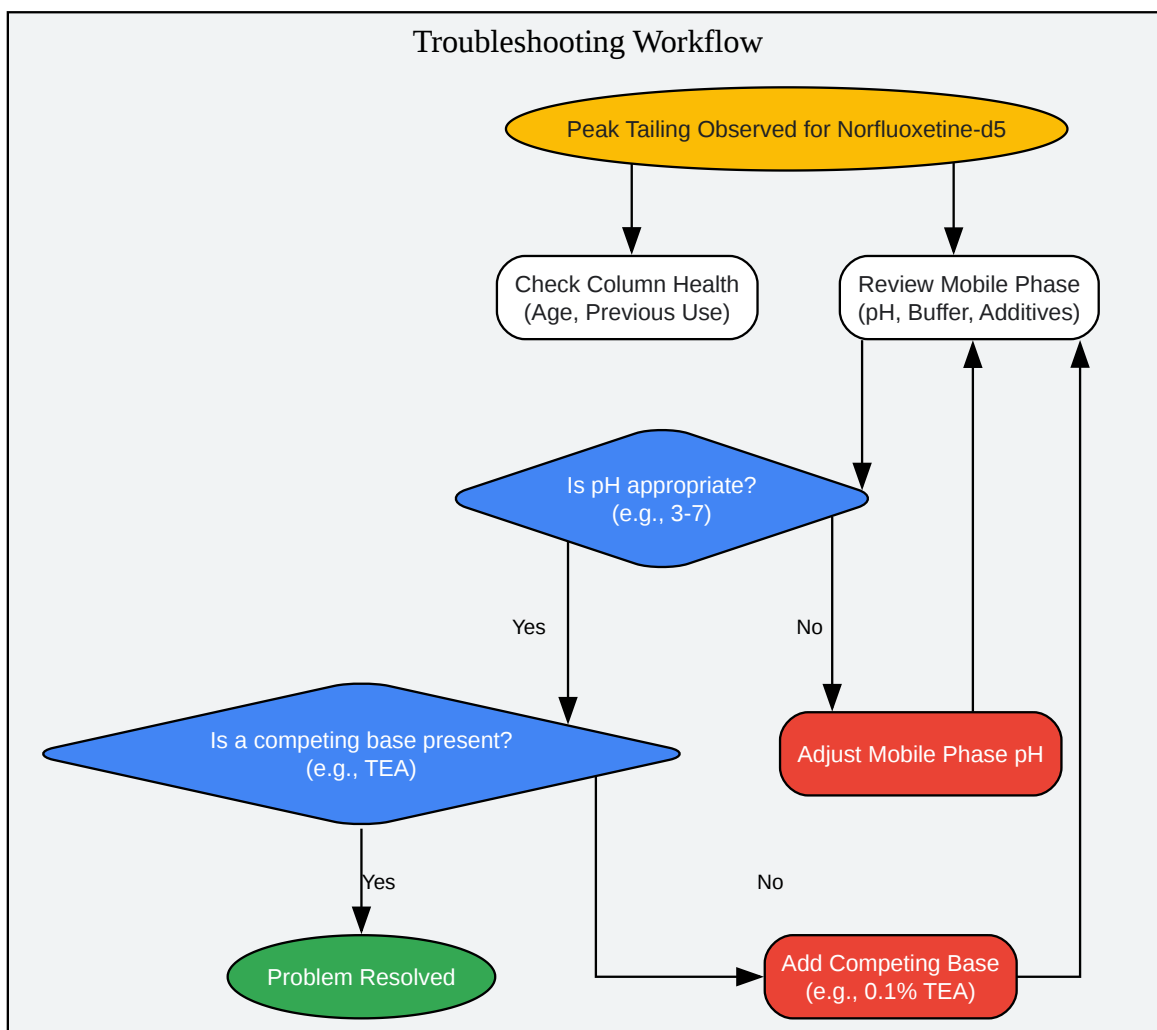 Troubleshooting Workflow
Peak Tailing Observed for Norfluoxetine-d5
Check Column Health
(Age, Previous Use)
Review Mobile Phase
(pH, Buffer, Additives)
Is pH appropriate?
(e.g., 3-7)
Yes
No
Is a competing base present?
(e.g., TEA)
Adjust Mobile Phase pH
Yes
No
Problem Resolved
Add Competing Base
(e.g., 0.1% TEA)